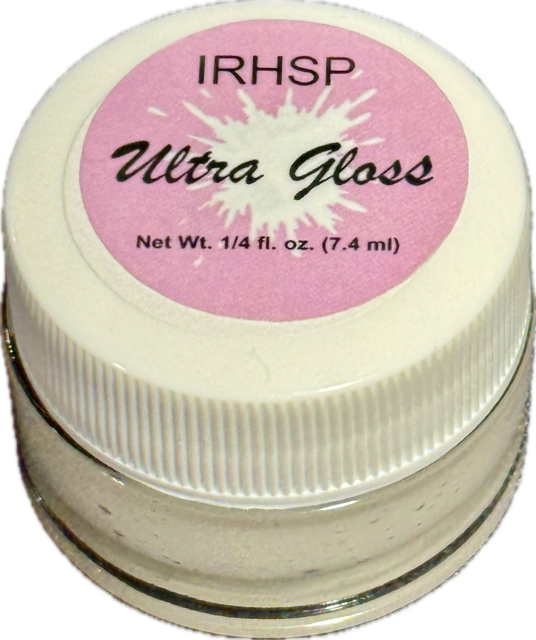 IRHSP
Ultra Gloss
Net Wt. 1/4 fl. oz. (7.4 ml)